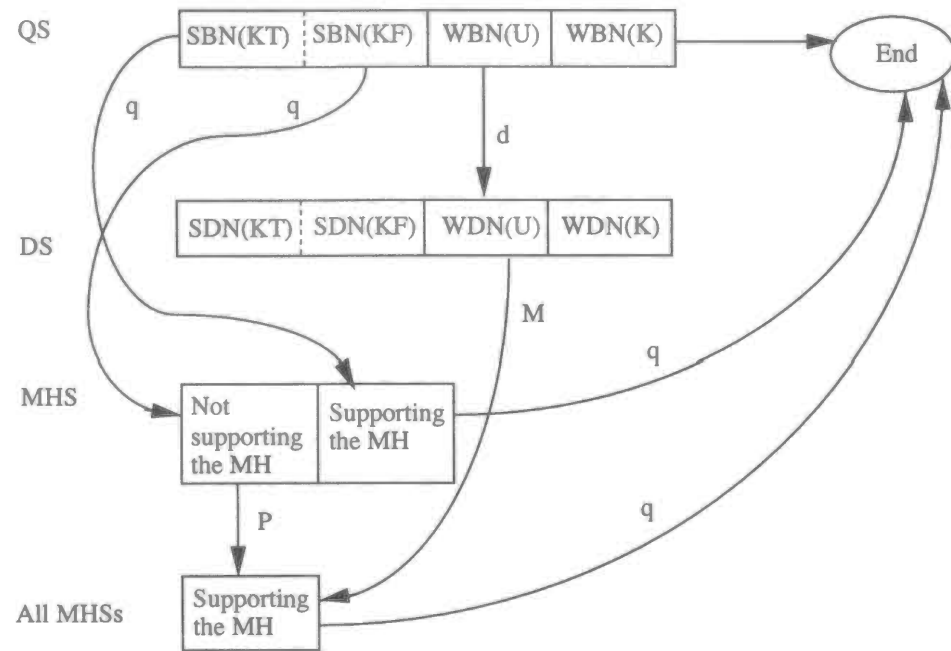 QS
SBN(KT) SBN(KF) WBN(U) WBN(K)
End
q
q
d
SDN(KT) SDN(KF) WDN(U) WDN(K)
DS
M
q
MHS
Not
supporting
the MH
Supporting
the MH
P
q
All MHSs
Supporting
the MH